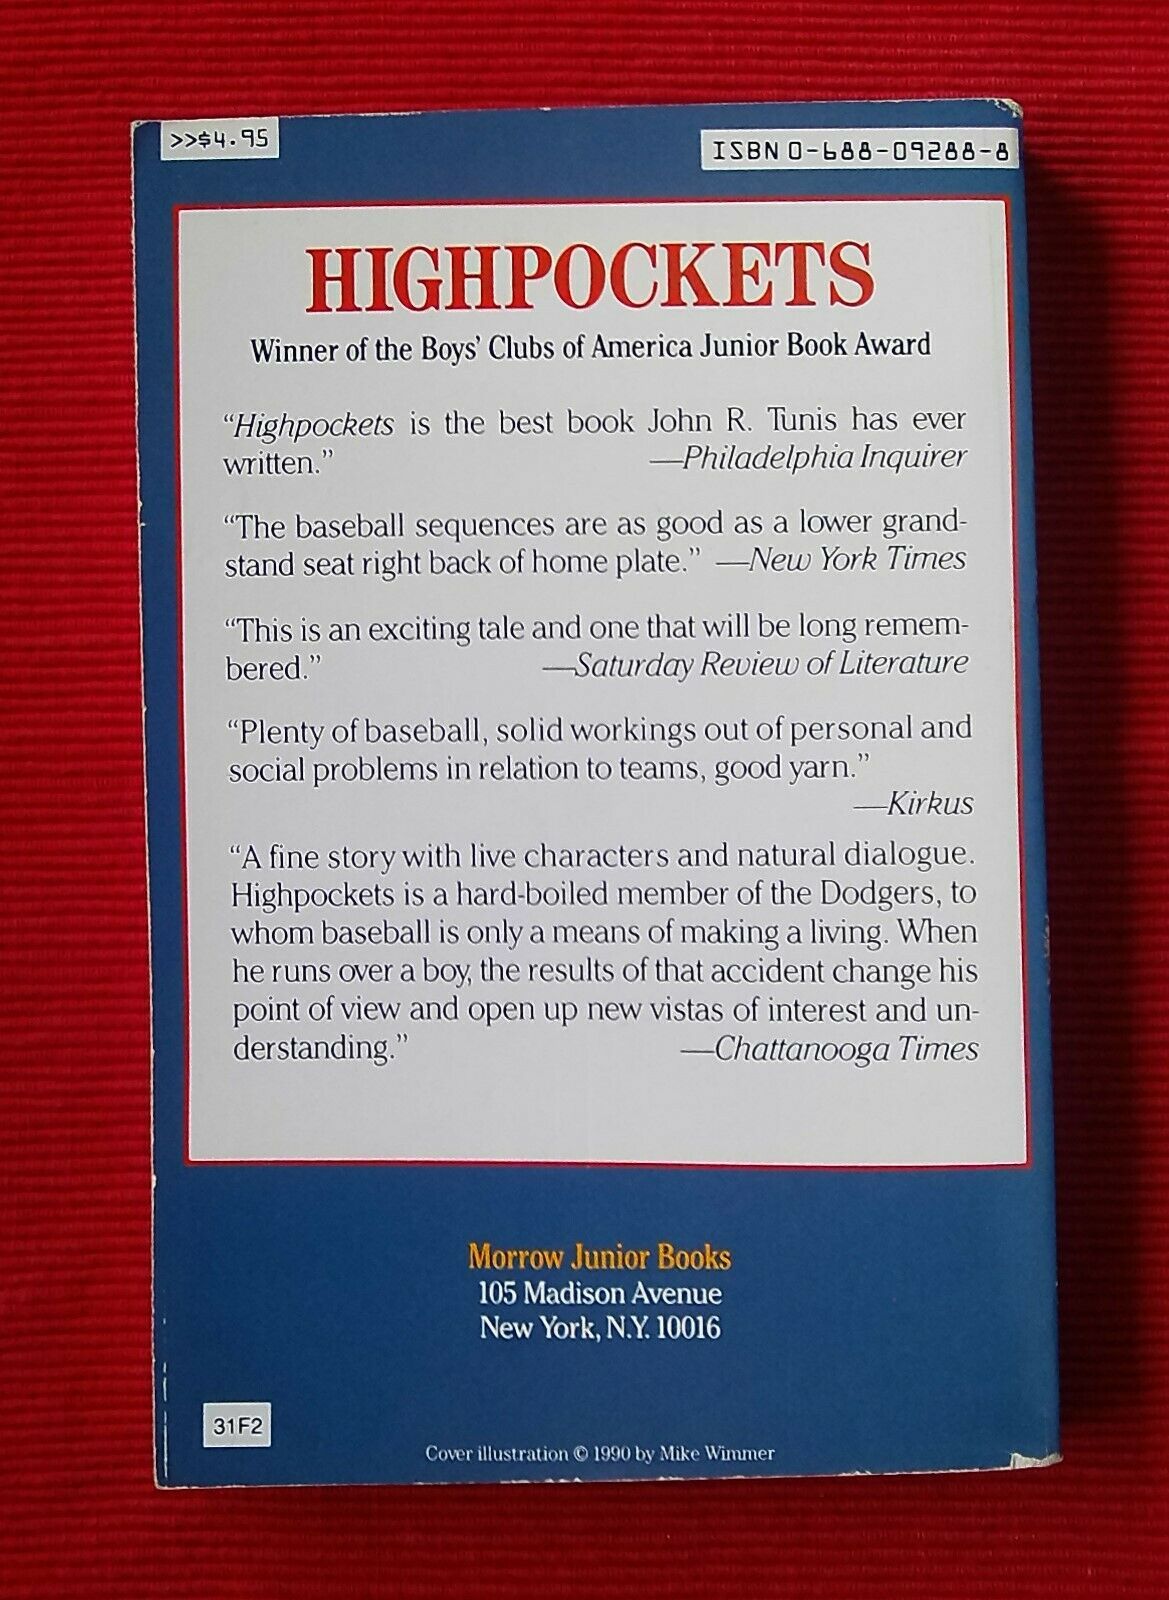 >>$4.95
ISBN 0-688-09288-8
HIGHPOCKETS
Winner of the Boys' Clubs of America Junior Book Award
“Highpockets is the best book John R. Tunis has ever
written.” —Philadelphia Inquirer
“The baseball sequences are as good as a lower grand-
stand seat right back of home plate.” —New York Times
“This is an exciting tale and one that will be long remem-
bered.” —Saturday Review of Literature
“Plenty of baseball, solid workings out of personal and
social problems in relation to teams, good yarn.”
—Kirkus
“A fine story with live characters and natural dialogue.
Highpockets is a hard-boiled member of the Dodgers, to
whom baseball is only a means of making a living. When
he runs over a boy, the results of that accident change his
point of view and open up new vistas of interest and un-
derstanding.” —Chattanooga Times
Morrow Junior Books
105 Madison Avenue
New York, N.Y. 10016
31F2
Cover illustration © 1990 by Mike Wimmer